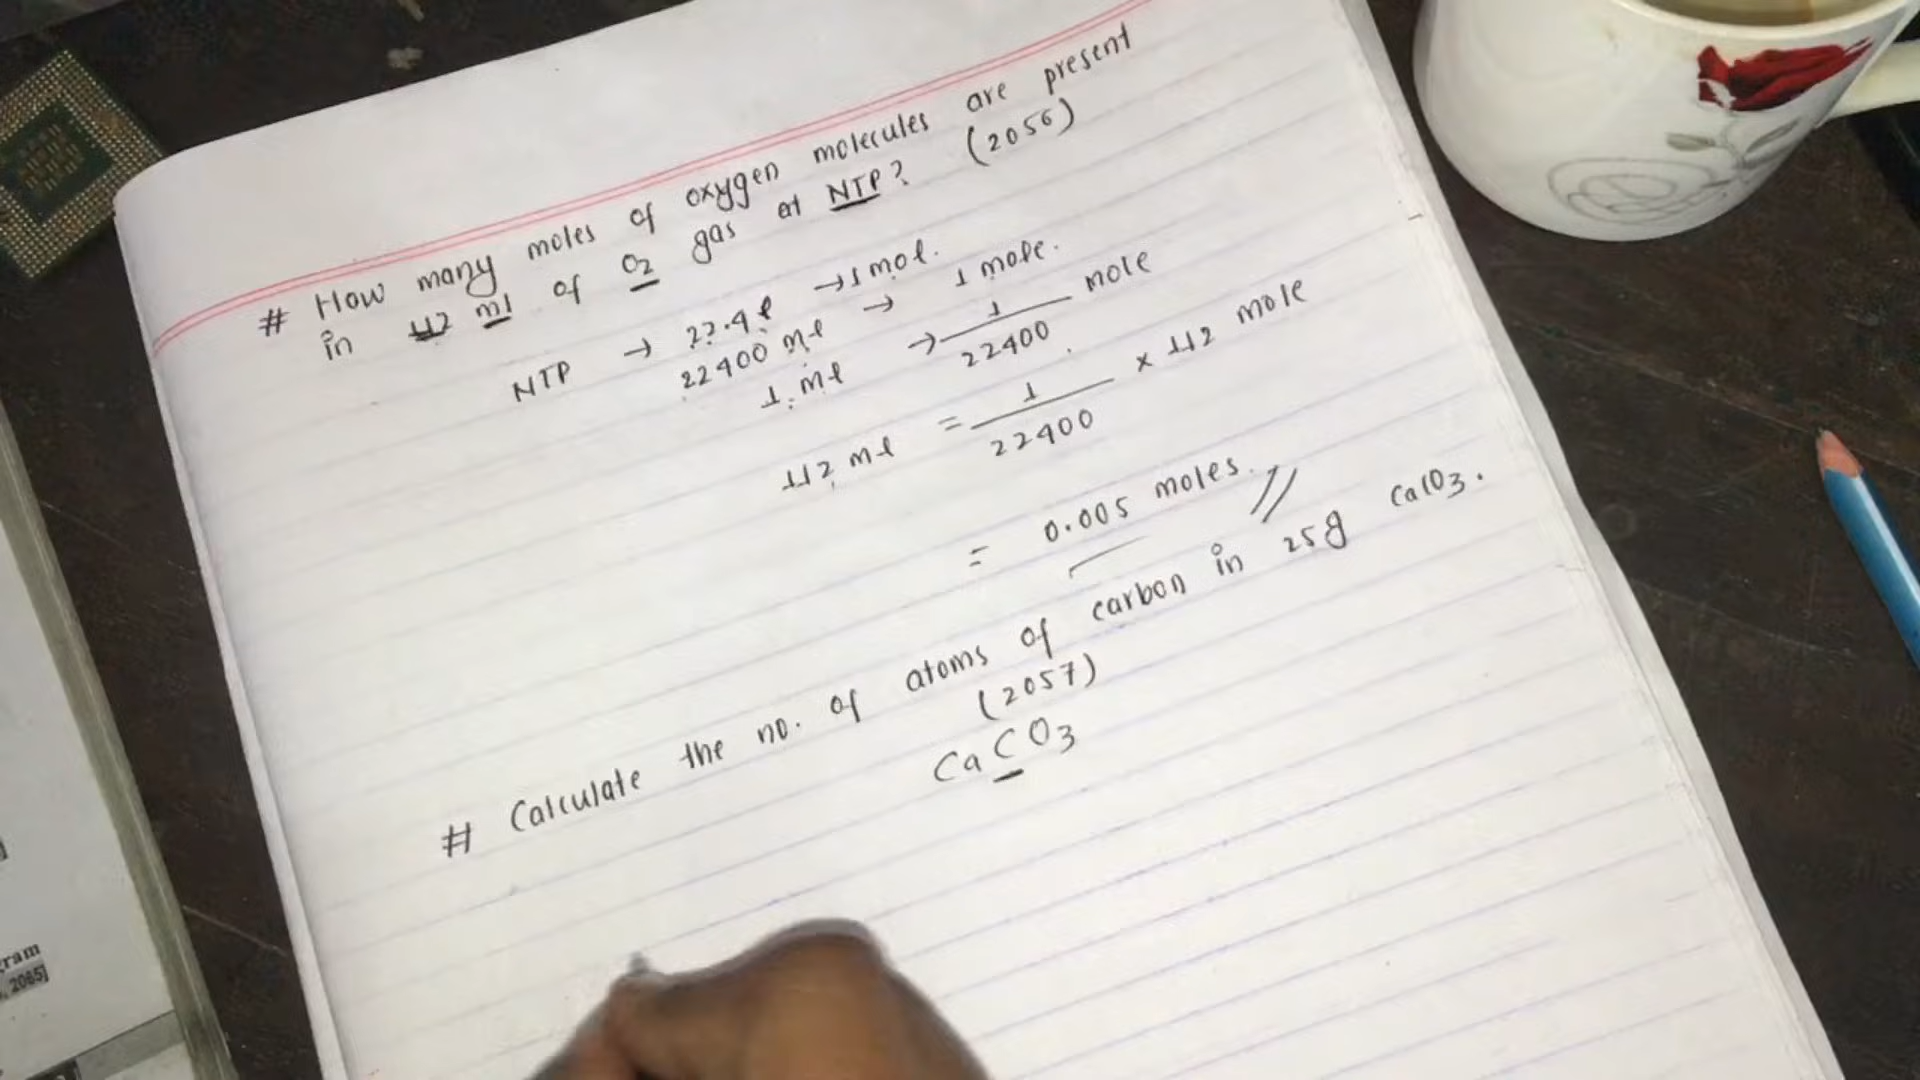 # How many moles of oxygen molecules are present
in 112 ml of O2 gas at NTP? (2056)
NTP → 22.4 l → 1 mol.
22400 ml → 1 mole.
1 ml → 1/22400 mole
112 ml = 1/22400 x 112 mole
= 0.005 moles.
# Calculate the no. of atoms of carbon in 25g CaCO3.
(2057)
CaCO3
gram
, 2065]